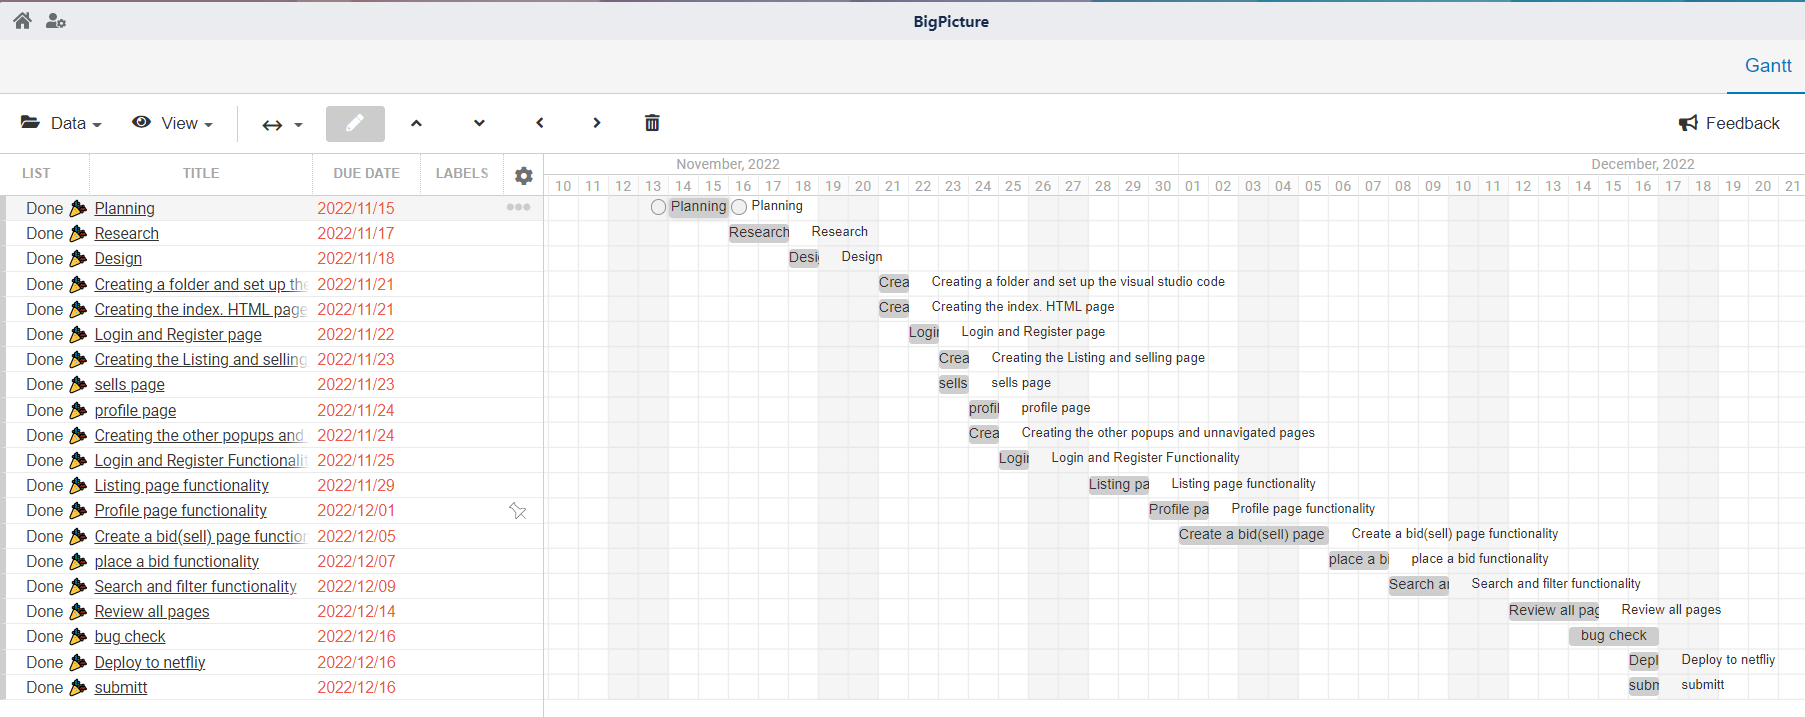 BigPicture
Gantt
Data View Feedback
LIST TITLE DUE DATE LABELS
November, 2022 December, 2022
10 11 12 13 14 15 16 17 18 19 20 21 22 23 24 25 26 27 28 29 30 01 02 03 04 05 06 07 08 09 10 11 12 13 14 15 16 17 18 19 20 21
Done Planning 2022/11/15 Planning Planning
Done Research 2022/11/17 Research Research
Done Design 2022/11/18 Desi Design
Done Creating a folder and set up the 2022/11/21 Crea Creating a folder and set up the visual studio code
Done Creating the index. HTML page 2022/11/21 Crea Creating the index. HTML page
Done Login and Register page 2022/11/22 Login Login and Register page
Done Creating the Listing and selling 2022/11/23 Crea Creating the Listing and selling page
Done sells page 2022/11/23 sells sells page
Done profile page 2022/11/24 profil profile page
Done Creating the other popups and 2022/11/24 Crea Creating the other popups and unnavigated pages
Done Login and Register Functionalit 2022/11/25 Login Login and Register Functionality
Done Listing page functionality 2022/11/29 Listing pa Listing page functionality
Done Profile page functionality 2022/12/01 Profile pa Profile page functionality
Done Create a bid(sell) page function 2022/12/05 Create a bid(sell) page Create a bid(sell) page functionality
Done place a bid functionality 2022/12/07 place a bi place a bid functionality
Done Search and filter functionality 2022/12/09 Search an Search and filter functionality
Done Review all pages 2022/12/14 Review all pag Review all pages
Done bug check 2022/12/16 bug check
Done Deploy to netfliy 2022/12/16 Depl Deploy to netfliy
Done submitt 2022/12/16 subm submitt